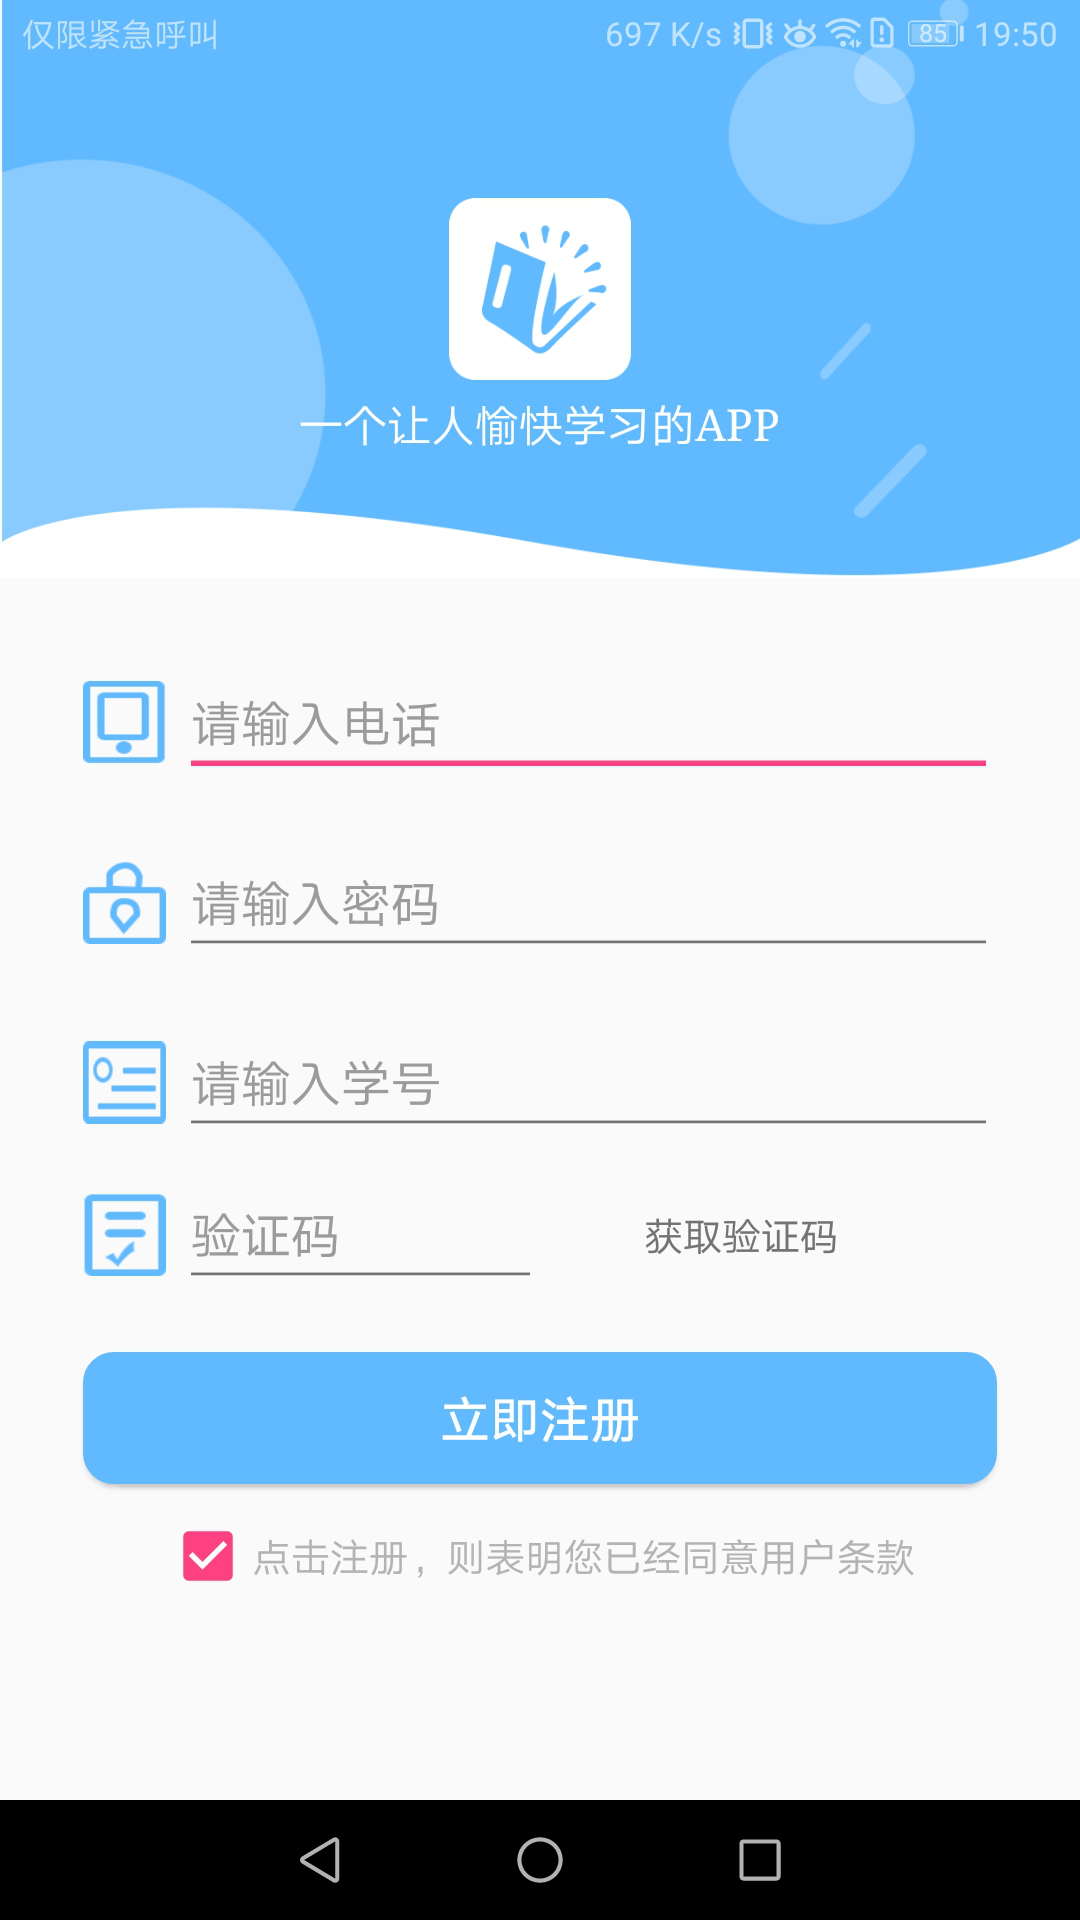 仅限紧急呼叫 697 K/s 85 19:50
一个让人愉快学习的APP
请输入电话
请输入密码
请输入学号
验证码 获取验证码
立即注册
点击注册，则表明您已经同意用户条款